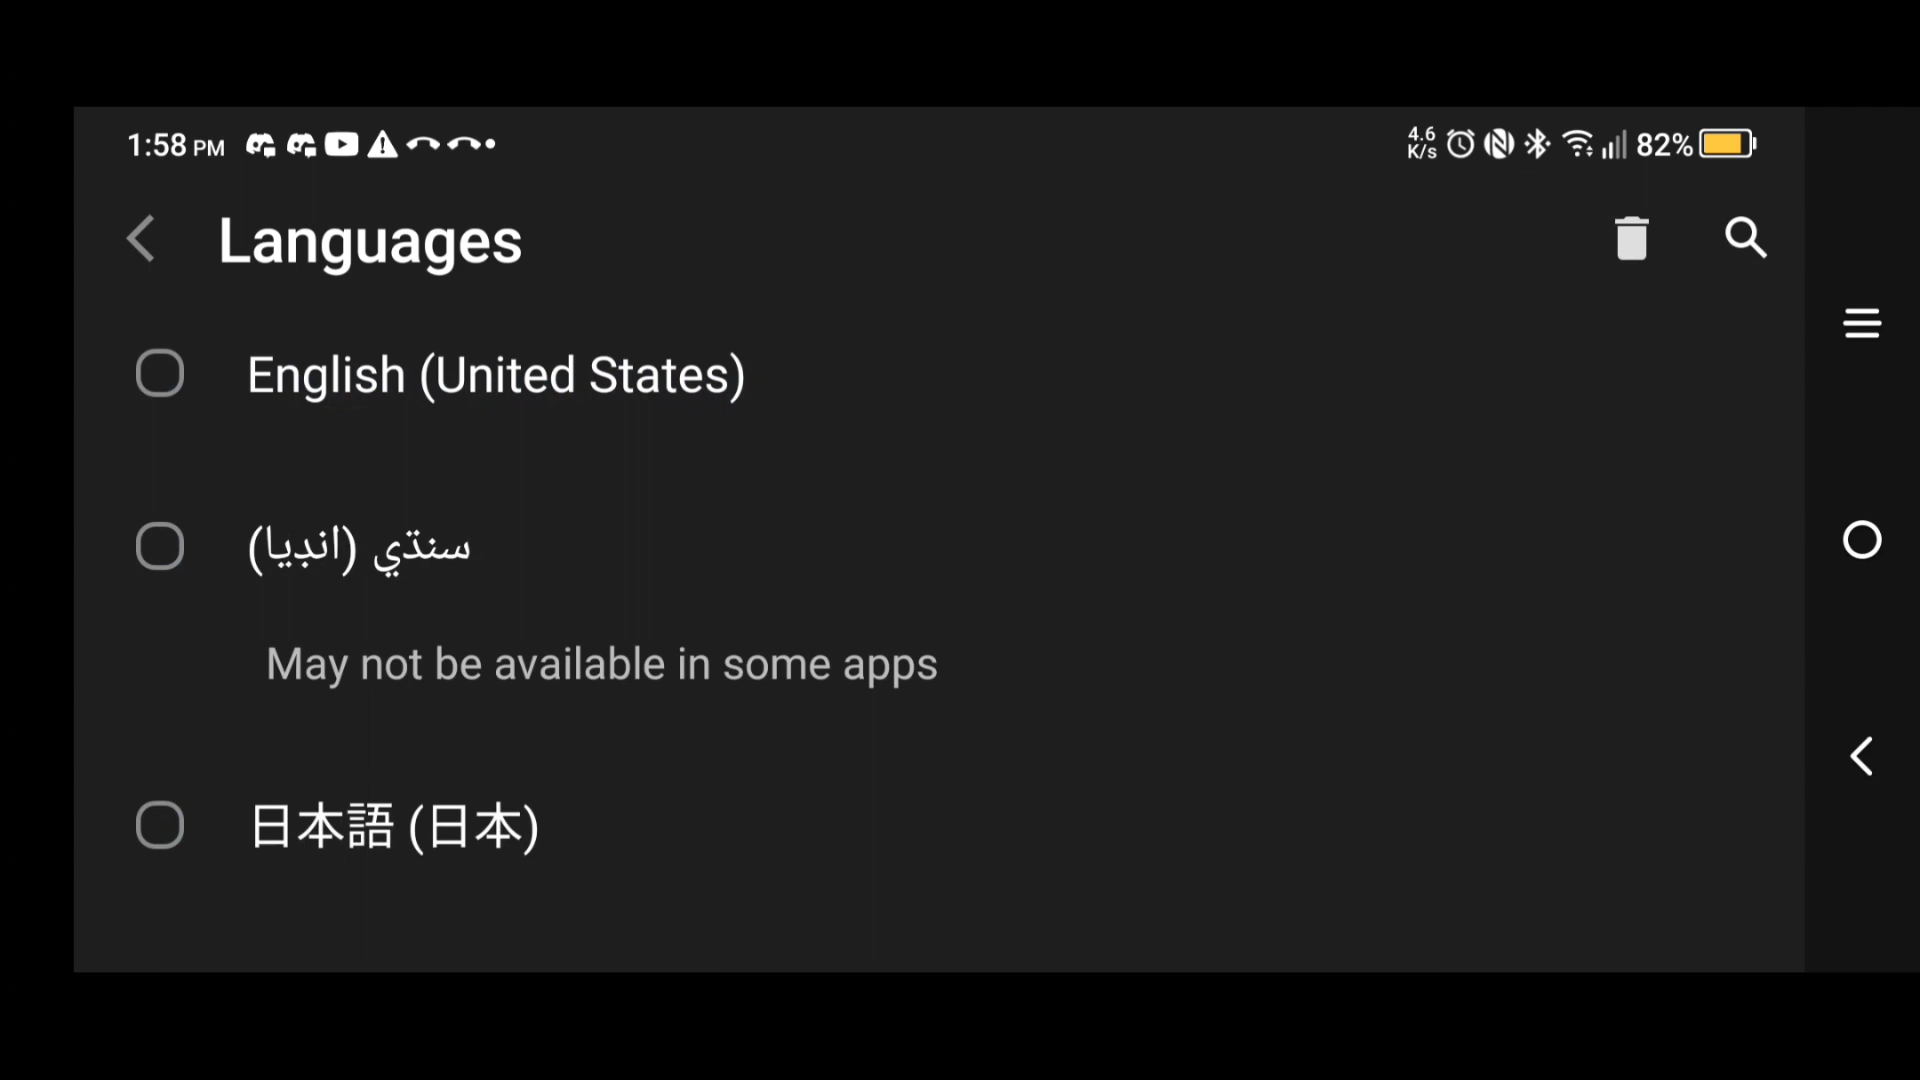 1:58 PM
4.6
K/s
82%
Languages
English (United States)
سنڌي (انڊيا)
May not be available in some apps
日本語 (日本)